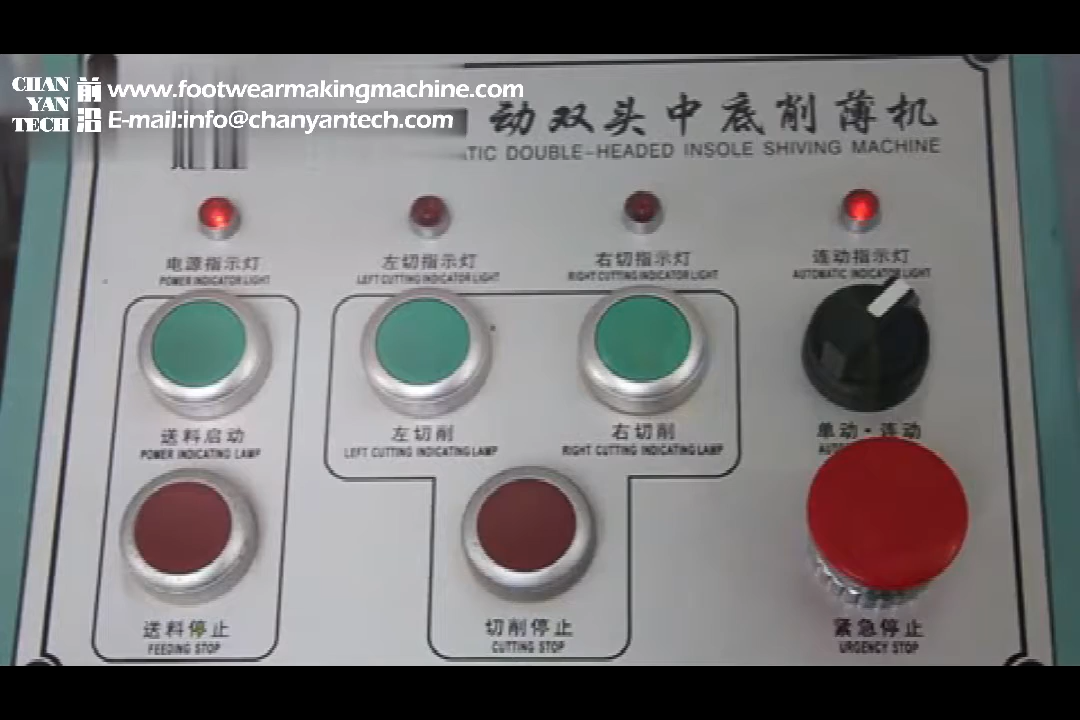 CHAN
YAN
TECH
前沿
www.footwearmakingmachine.com
E-mail:info@chanyantech.com
动双头中底削薄机
TIC DOUBLE-HEADED INSOLE SHIVING MACHINE
电源指示灯
POWER INDICATOR LIGHT
左切指示灯
LEFT CUTTING INDICATOR LIGHT
右切指示灯
RIGHT CUTTING INDICATOR LIGHT
连动指示灯
AUTOMATIC INDICATOR LIGHT
送料启动
POWER INDICATING LAMP
左切削
LEFT CUTTING INDICATING LAMP
右切削
RIGHT CUTTING INDICATING LAMP
单动·连动
送料停止
FEEDING STOP
切削停止
CUTTING STOP
紧急停止
URGENCY STOP